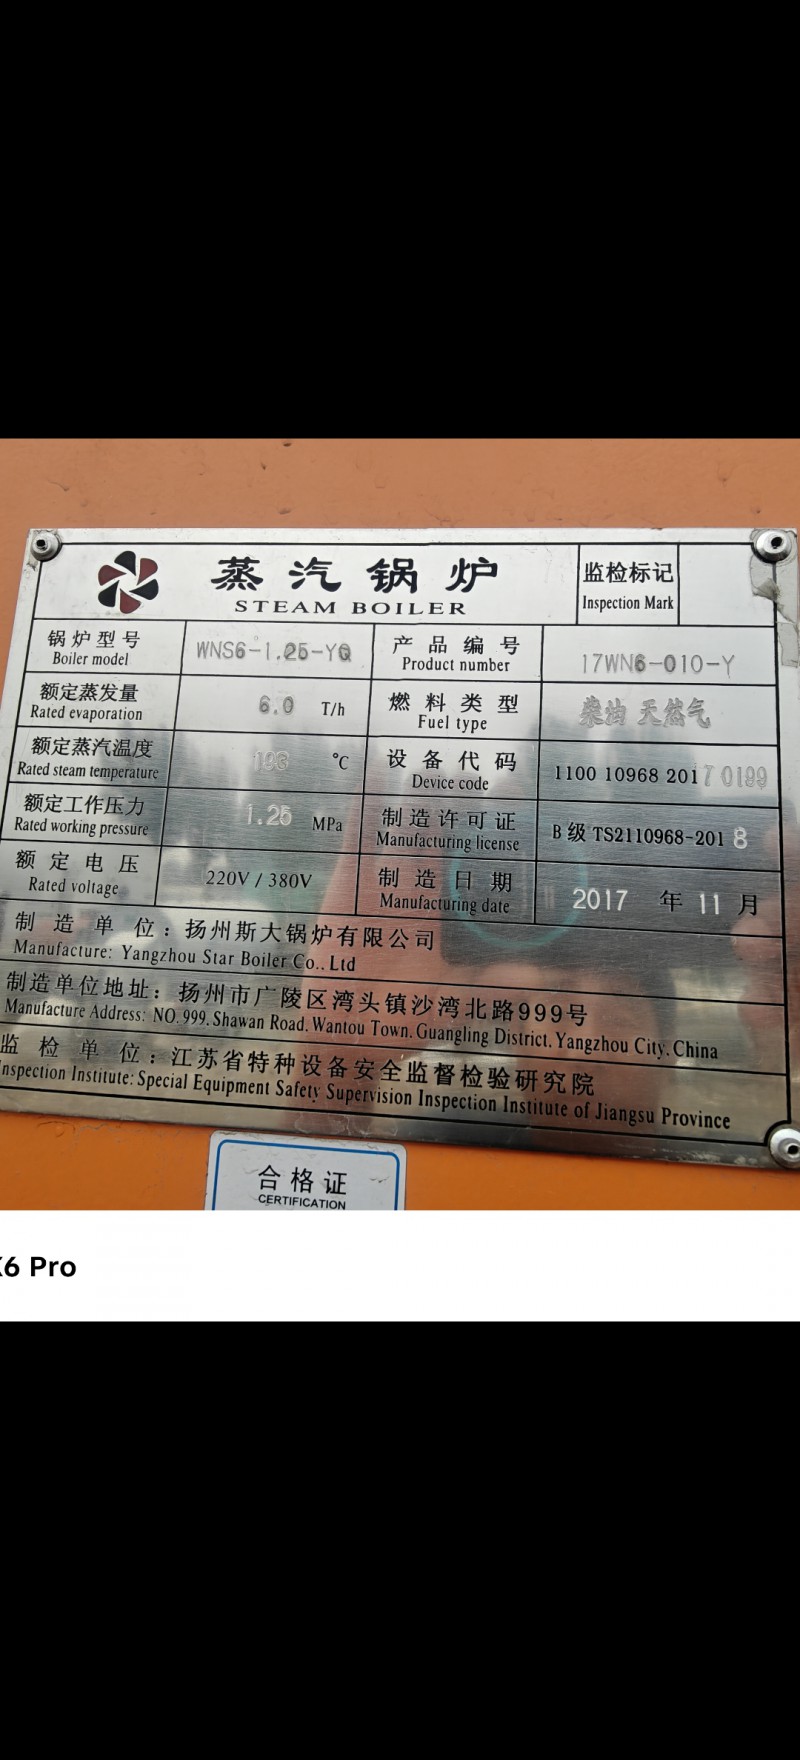 蒸汽锅炉
STEAM BOILER
监检标记
Inspection Mark
锅炉型号
Boiler model
WNS6-1.25-YQ
产品编号
Product number
17WN6-010-Y
额定蒸发量
Rated evaporation
6.0 T/h
燃料类型
Fuel type
柴油 天然气
额定蒸汽温度
Rated steam temperature
193 °C
设备代码
Device code
1100 10968 2017 0199
额定工作压力
Rated working pressure
1.25 MPa
制造许可证
Manufacturing license
B 级 TS2110968-2018
额定电压
Rated voltage
220V / 380V
制造日期
Manufacturing date
2017 年 11 月
制造单位：扬州斯大锅炉有限公司
Manufacture: Yangzhou Star Boiler Co., Ltd
制造单位地址：扬州市广陵区湾头镇沙湾北路999号
Manufacture Address: NO.999. Shawan Road. Wantou Town. Guangling District. Yangzhou City. China
监检单位：江苏省特种设备安全监督检验研究院
nspection Institute: Special Equipment Safety Supervision Inspection Institute of Jiangsu Province
合格证
CERTIFICATION
K6 Pro